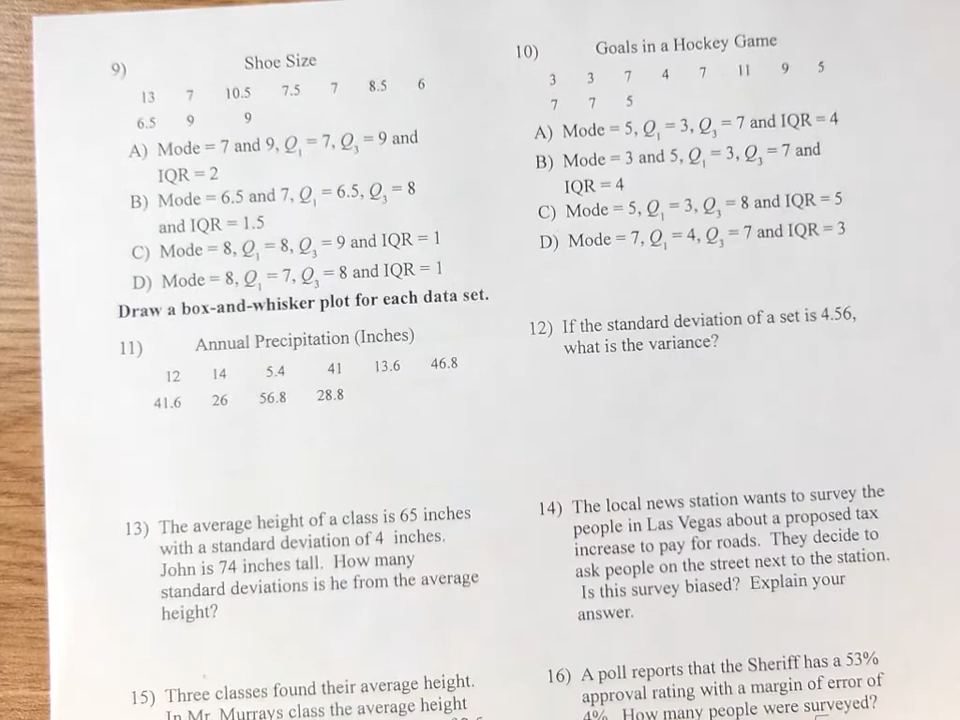 9) Shoe Size
13 7 10.5 7.5 7 8.5 6
6.5 9 9
A) Mode = 7 and 9, Q₁ = 7, Q₃ = 9 and
IQR = 2
B) Mode = 6.5 and 7, Q₁ = 6.5, Q₃ = 8
and IQR = 1.5
C) Mode = 8, Q₁ = 8, Q₃ = 9 and IQR = 1
D) Mode = 8, Q₁ = 7, Q₃ = 8 and IQR = 1
10) Goals in a Hockey Game
3 3 7 4 7 11 9 5
7 7 5
A) Mode = 5, Q₁ = 3, Q₃ = 7 and IQR = 4
B) Mode = 3 and 5, Q₁ = 3, Q₃ = 7 and
IQR = 4
C) Mode = 5, Q₁ = 3, Q₃ = 8 and IQR = 5
D) Mode = 7, Q₁ = 4, Q₃ = 7 and IQR = 3
Draw a box-and-whisker plot for each data set.
11) Annual Precipitation (Inches)
12 14 5.4 41 13.6 46.8
41.6 26 56.8 28.8
12) If the standard deviation of a set is 4.56,
what is the variance?
13) The average height of a class is 65 inches
with a standard deviation of 4 inches.
John is 74 inches tall. How many
standard deviations is he from the average
height?
14) The local news station wants to survey the
people in Las Vegas about a proposed tax
increase to pay for roads. They decide to
ask people on the street next to the station.
Is this survey biased? Explain your
answer.
15) Three classes found their average height.
In Mr. Murrays class the average height
16) A poll reports that the Sheriff has a 53%
approval rating with a margin of error of
4%. How many people were surveyed?